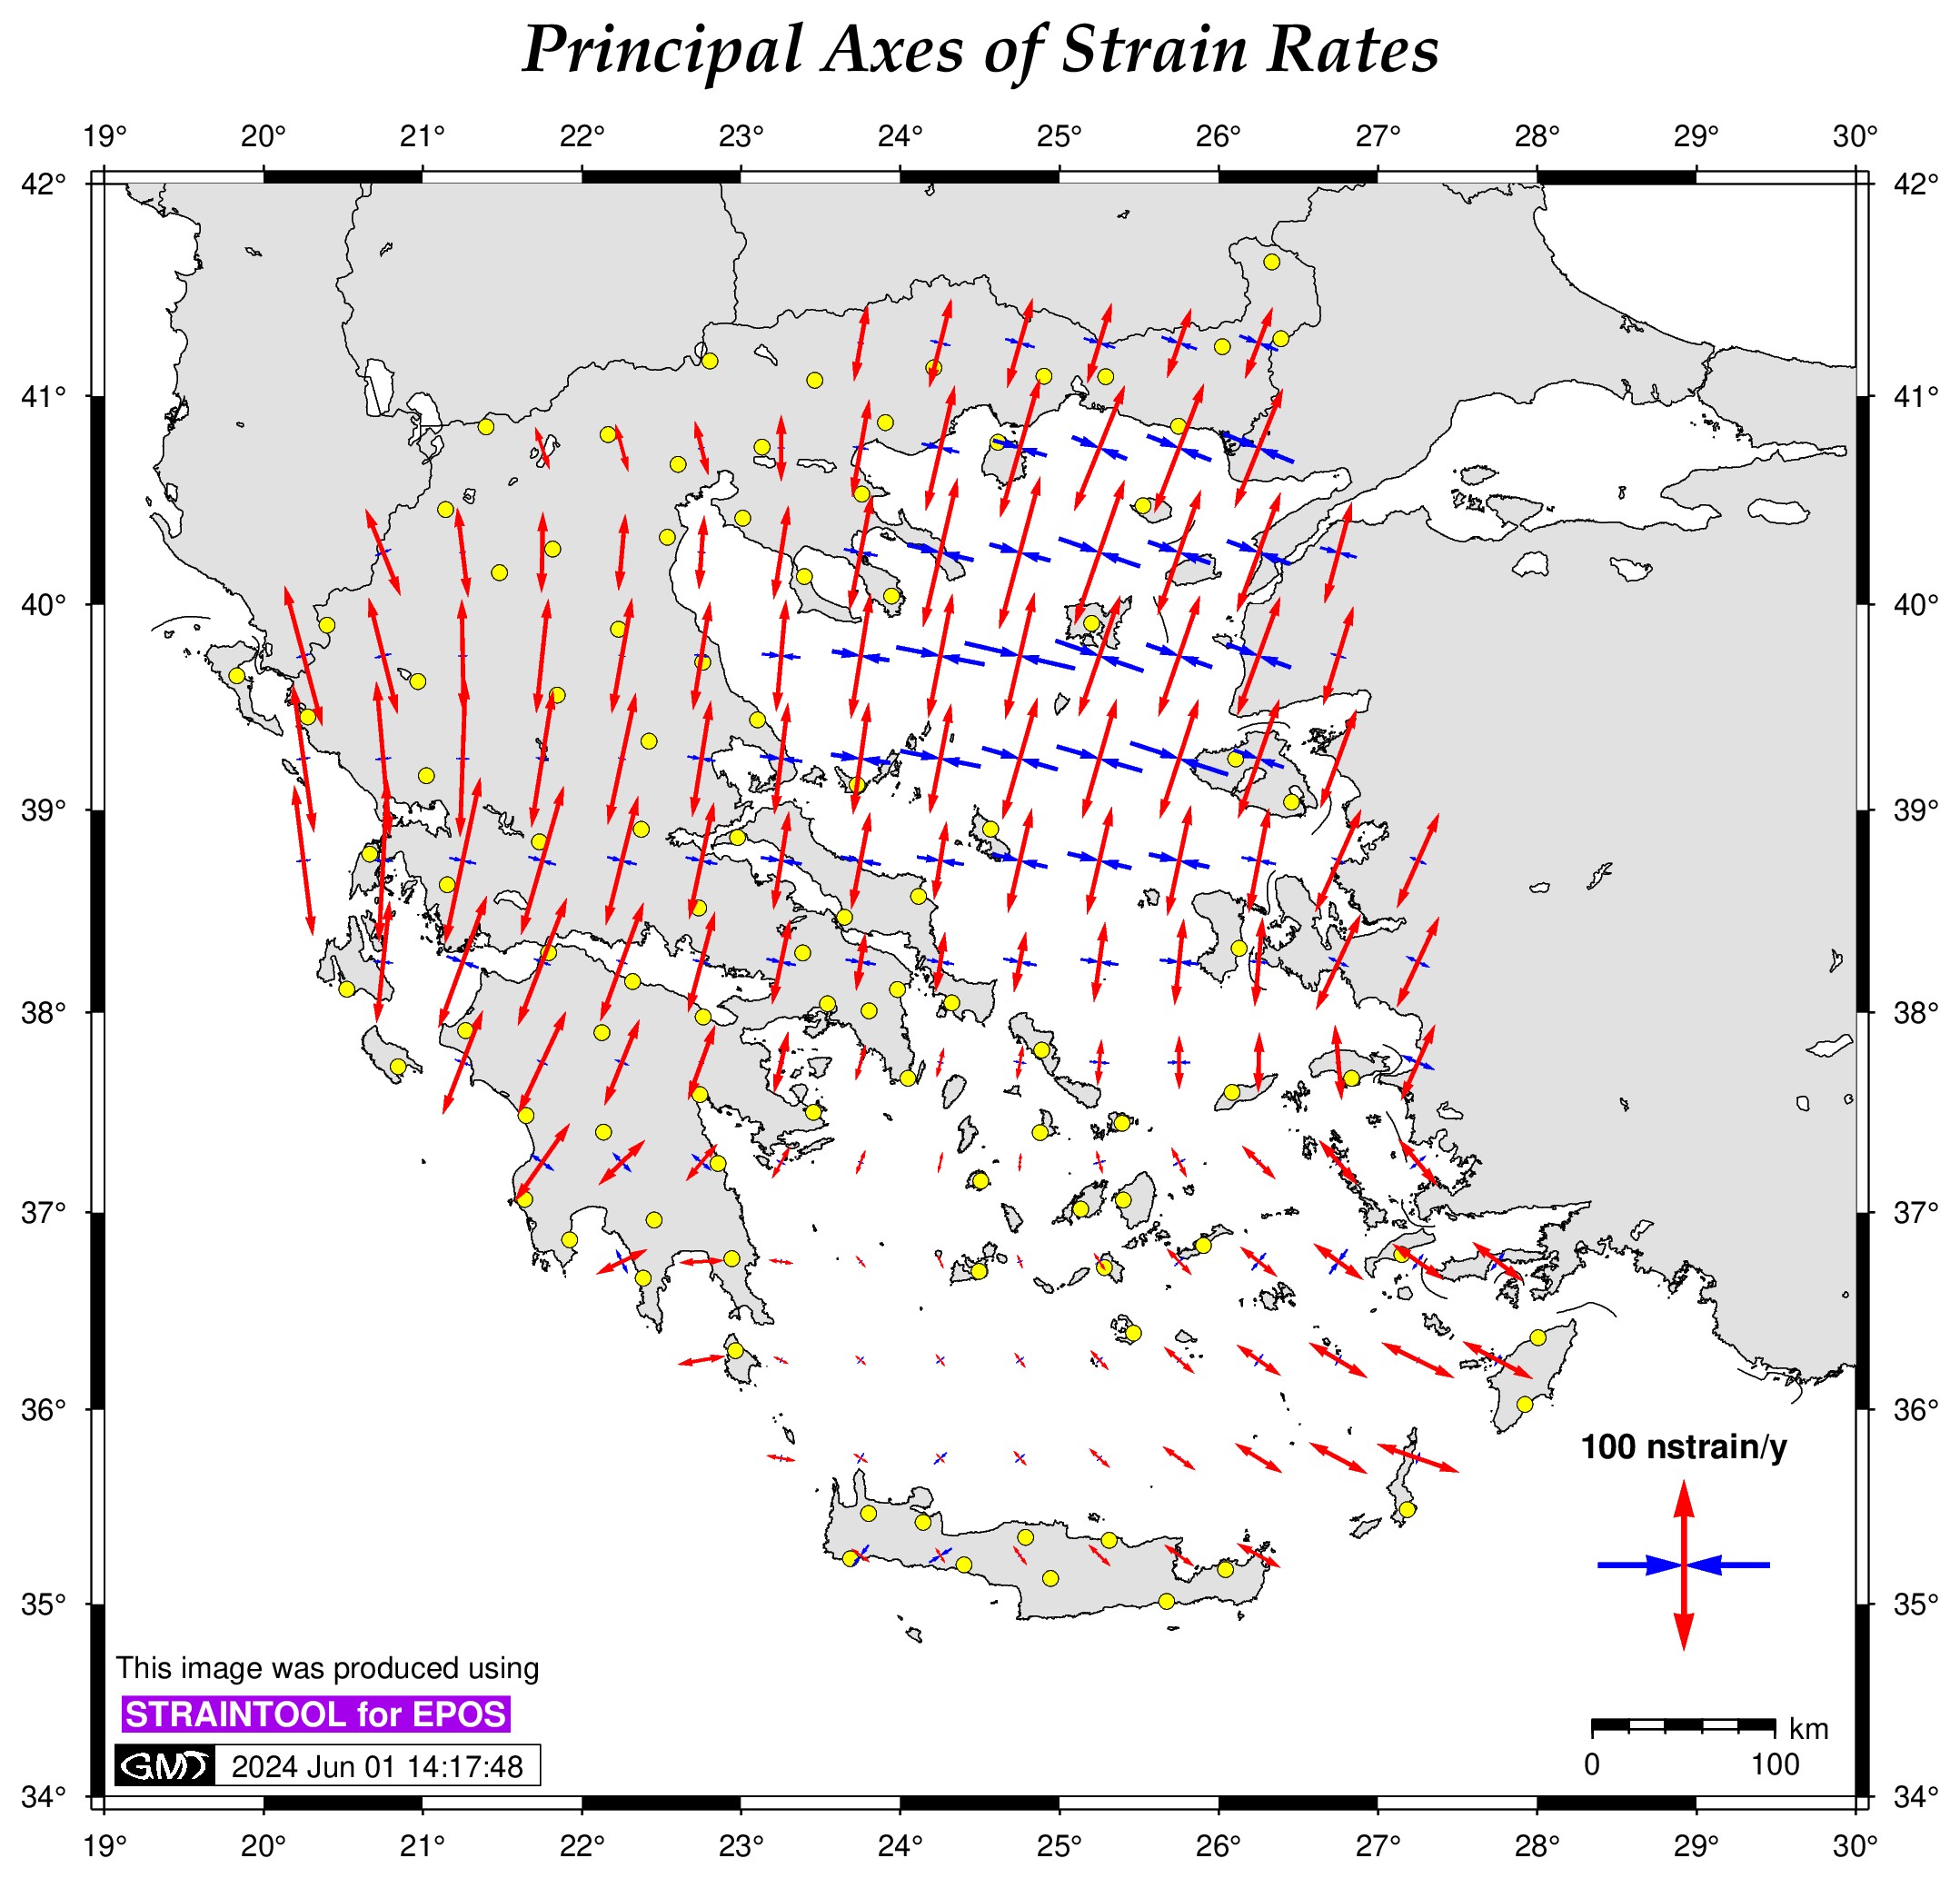 Principal Axes of Strain Rates
19° 20° 21° 22° 23° 24° 25° 26° 27° 28° 29° 30°
42° 42°
41° 41°
40° 40°
39° 39°
38° 38°
37° 37°
36° 36°
100 nstrain/y
35° 35°
This image was produced using
STRAINTOOL for EPOS
km
0 100
GMT 2024 Jun 01 14:17:48
34° 34°
19° 20° 21° 22° 23° 24° 25° 26° 27° 28° 29° 30°